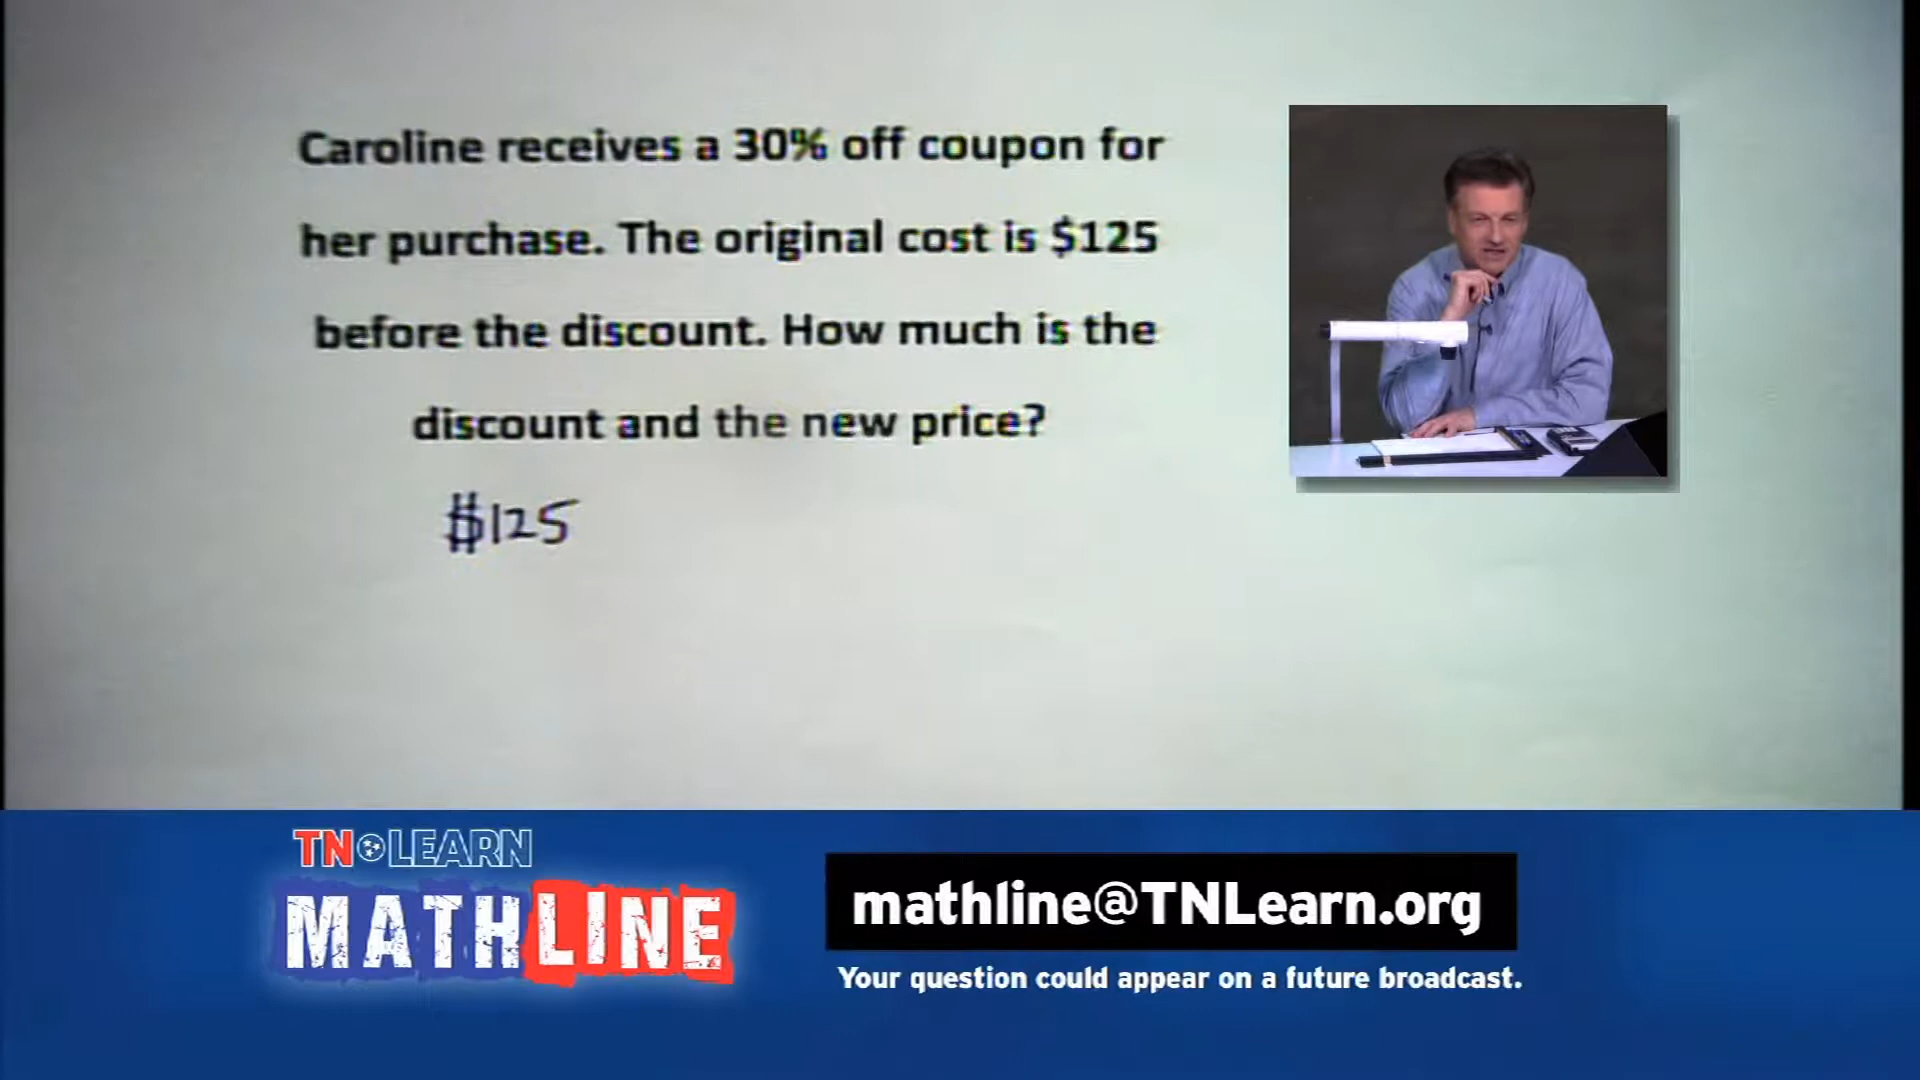 Caroline receives a 30% off coupon for
her purchase. The original cost is $125
before the discount. How much is the
discount and the new price?
$125
TN LEARN
MATHLINE
mathline@TNLearn.org
Your question could appear on a future broadcast.